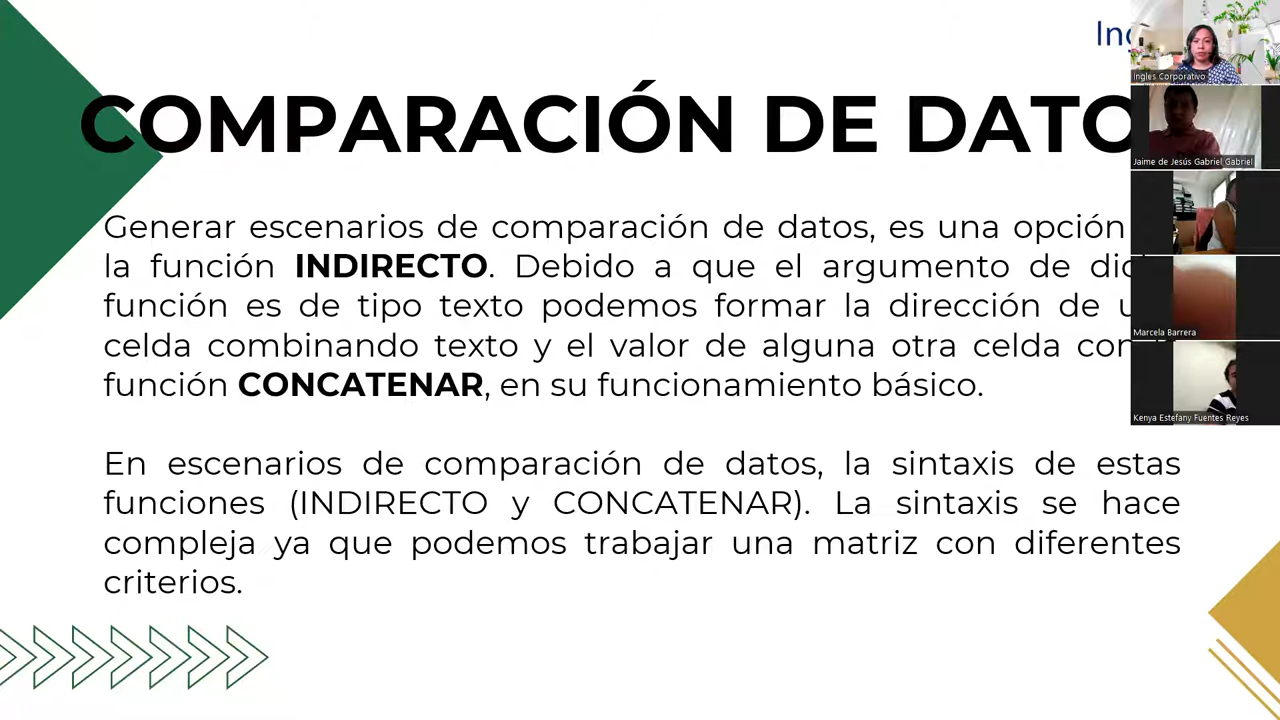 COMPARACIÓN DE
Generar escenarios de comparación de datos, es una opción
la función INDIRECTO. Debido a que el argumento de
función es de tipo texto podemos formar la dirección de
celda combinando texto y el valor de alguna otra celda
función CONCATENAR, en su funcionamiento básico.
En escenarios de comparación de datos, la sintaxis de estas
funciones (INDIRECTO y CONCATENAR). La sintaxis se hace
compleja ya que podemos trabajar una matriz con diferentes
criterios.
Ingles Corporativo
Jaime de Jesús Gabriel Gabriel
Marcela Barrera
Kenya Estefany Fuentes Reyes